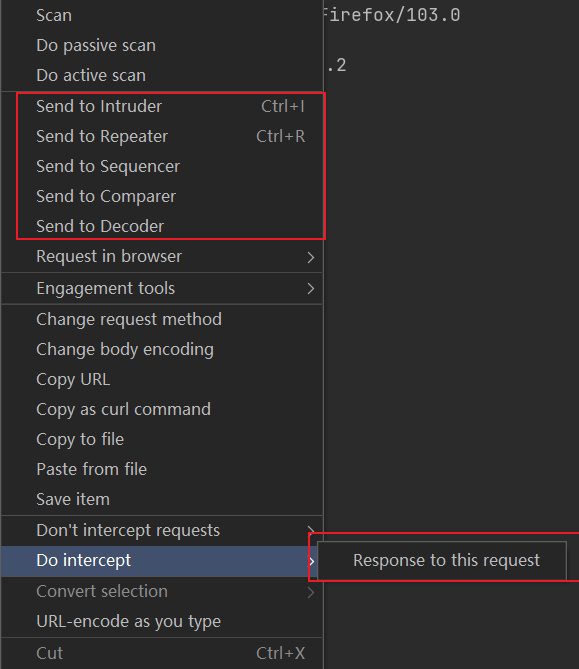 Scan
Firefox/103.0
Do passive scan
.2
Do active scan
Send to Intruder Ctrl+I
Send to Repeater Ctrl+R
Send to Sequencer
Send to Comparer
Send to Decoder
Request in browser
Engagement tools
Change request method
Change body encoding
Copy URL
Copy as curl command
Copy to file
Paste from file
Save item
Don't intercept requests
Do intercept
Response to this request
Convert selection
URL-encode as you type
Cut Ctrl+X